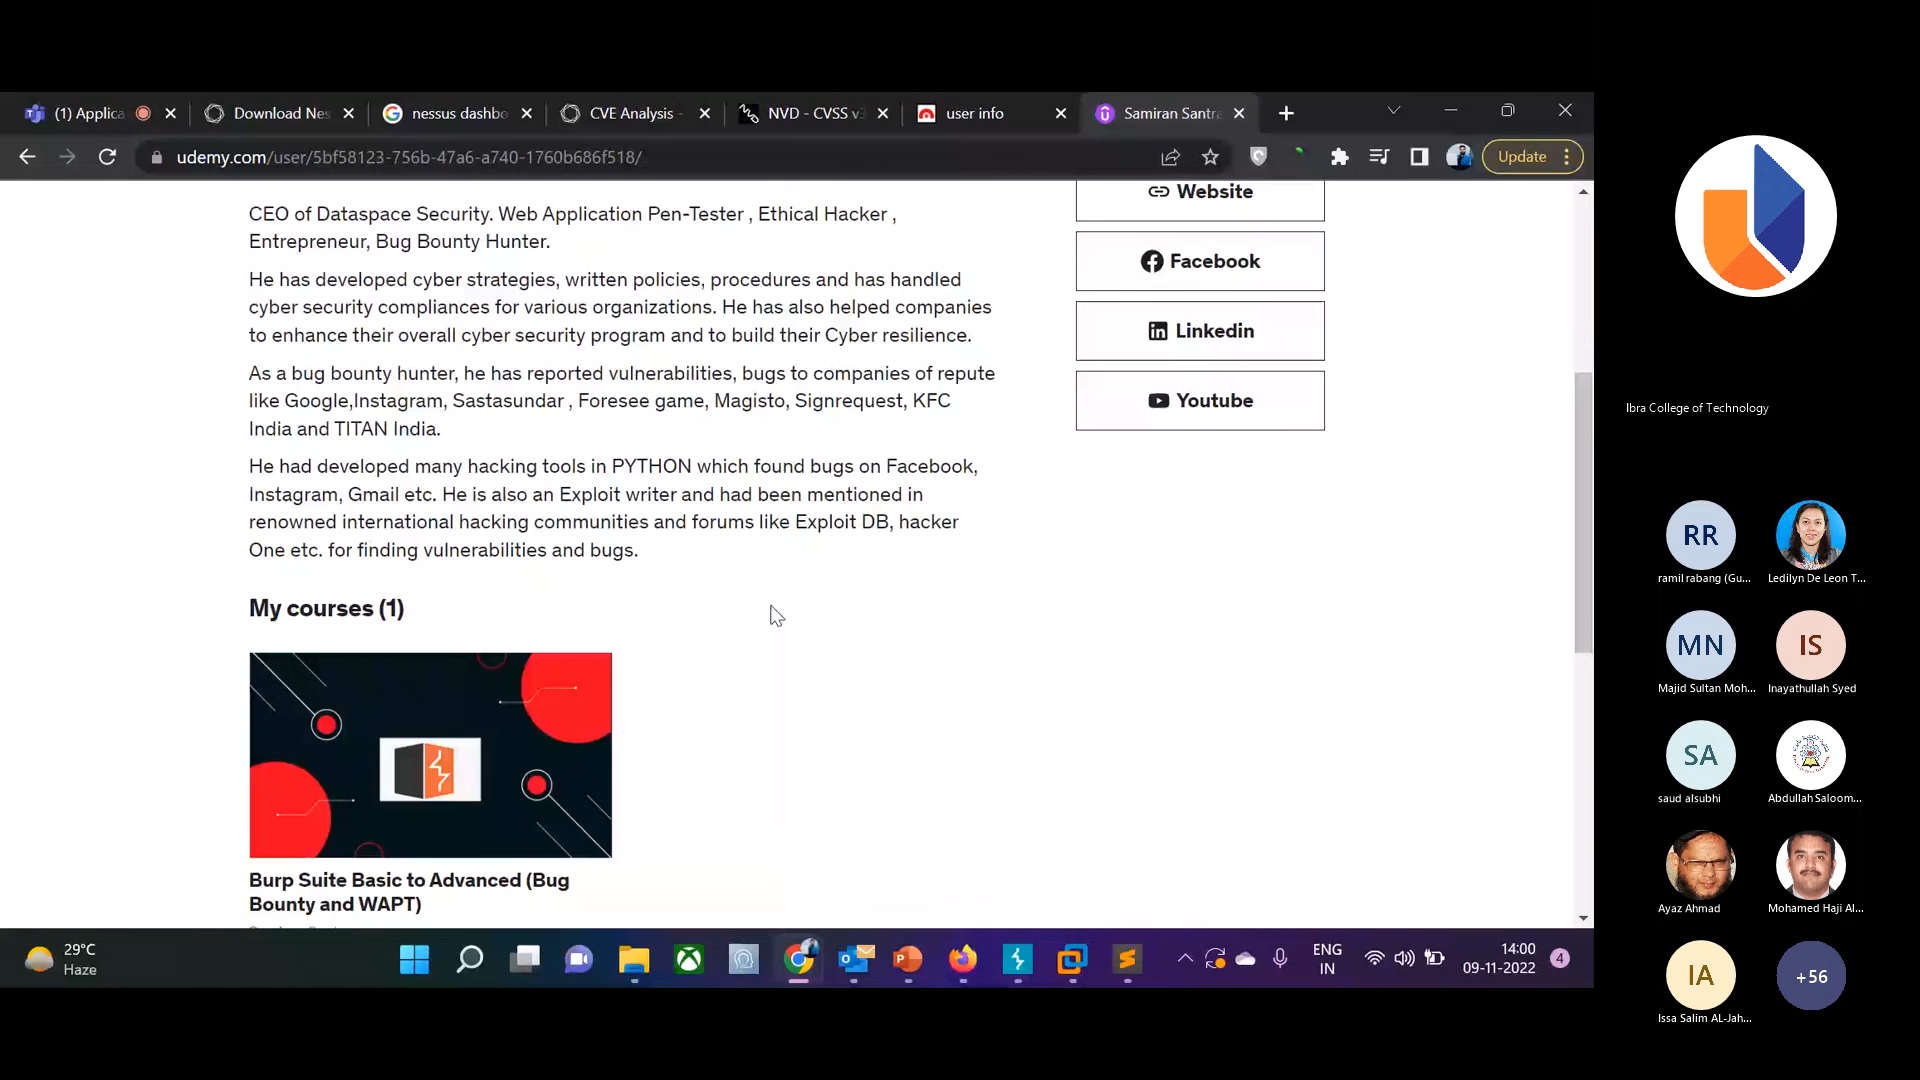 (1) Applica
Download Nes
nessus dashbo
CVE Analysis -
NVD - CVSS v3
user info
Samiran Santra
udemy.com/user/5bf58123-756b-47a6-a740-1760b686f518/
Update
CEO of Dataspace Security. Web Application Pen-Tester , Ethical Hacker ,
Entrepreneur, Bug Bounty Hunter.
He has developed cyber strategies, written policies, procedures and has handled
cyber security compliances for various organizations. He has also helped companies
to enhance their overall cyber security program and to build their Cyber resilience.
As a bug bounty hunter, he has reported vulnerabilities, bugs to companies of repute
like Google,Instagram, Sastasundar , Foresee game, Magisto, Signrequest, KFC
India and TITAN India.
He had developed many hacking tools in PYTHON which found bugs on Facebook,
Instagram, Gmail etc. He is also an Exploit writer and had been mentioned in
renowned international hacking communities and forums like Exploit DB, hacker
One etc. for finding vulnerabilities and bugs.
My courses (1)
Burp Suite Basic to Advanced (Bug
Bounty and WAPT)
Website
Facebook
Linkedin
Youtube
29°C
Haze
ENG
IN
14:00
09-11-2022
4
Ibra College of Technology
RR
ramil rabang (Gu...
Ledilyn De Leon T...
MN
Majid Sultan Moh...
IS
Inayathullah Syed
SA
saud alsubhi
Abdullah Saloom...
Ayaz Ahmad
Mohamed Haji Al...
IA
Issa Salim AL-Jah...
+56